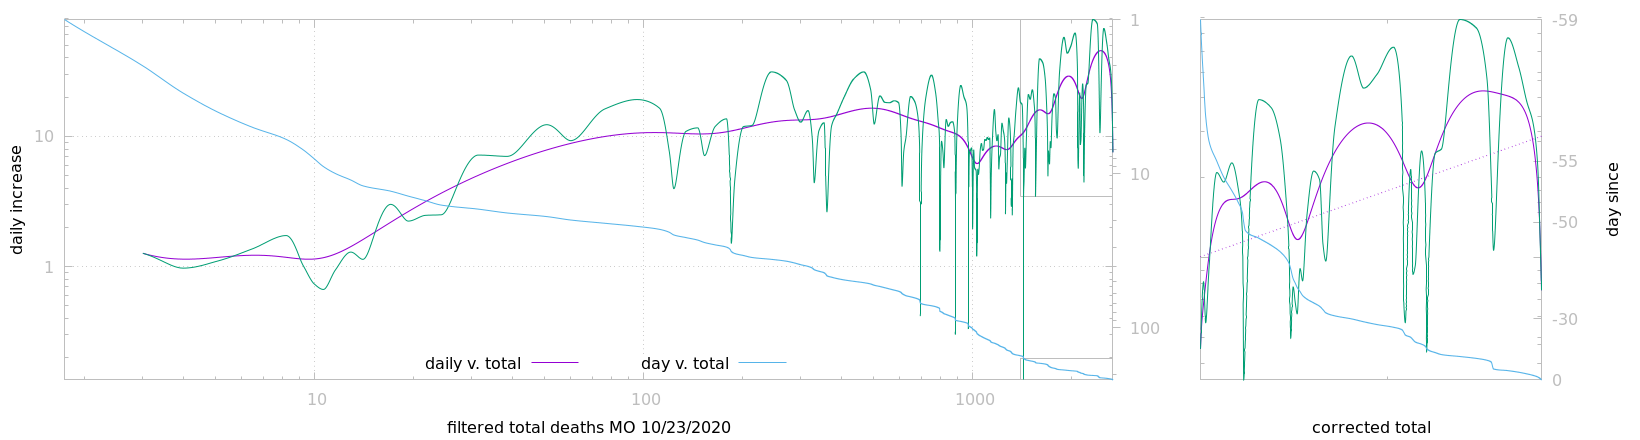 1
-59
10
10
-55
daily increase
-50
day since
1
-30
100
daily v. total
day v. total
0
10
100
1000
filtered total deaths MO 10/23/2020
corrected total